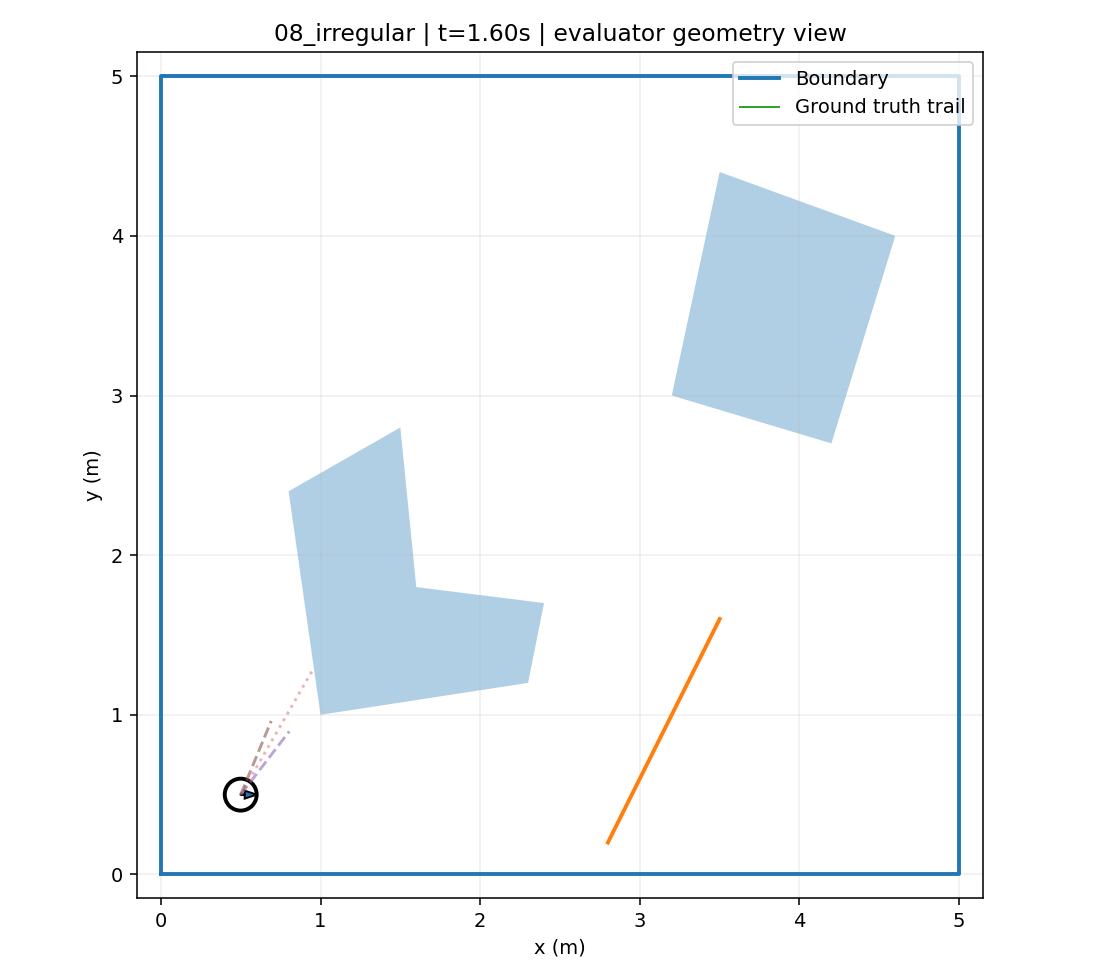 08_irregular | t=1.60s | evaluator geometry view
Boundary
Ground truth trail
5
4
3
2
1
0
y (m)
0 1 2 3 4 5
x (m)